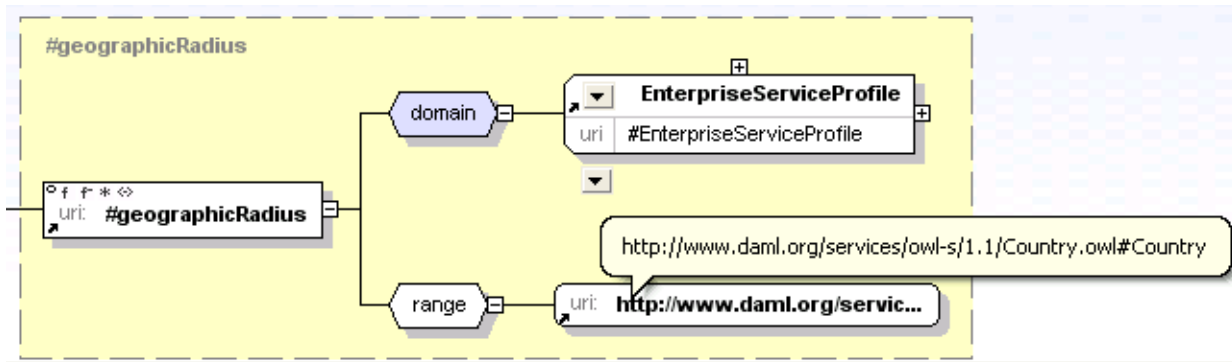 #geographicRadius
domain
EnterpriseServiceProfile
uri #EnterpriseServiceProfile
o f f- * <>
uri: #geographicRadius
http://www.daml.org/services/owl-s/1.1/Country.owl#Country
range
uri: http://www.daml.org/servic...